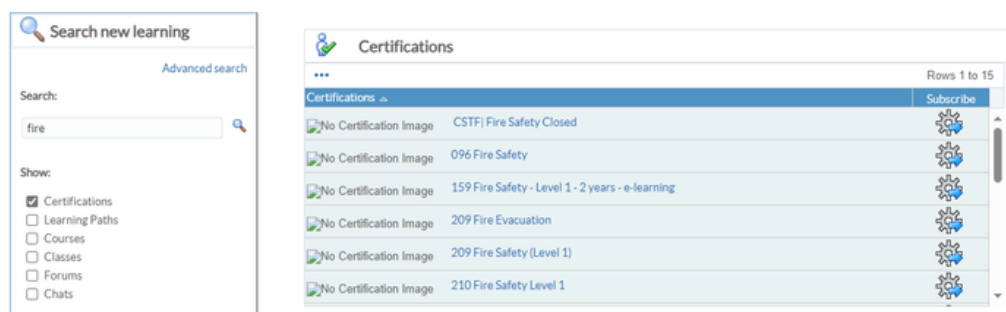 Search new learning
Advanced search
Search:
fire
Show:
Certifications
Learning Paths
Courses
Classes
Forums
Chats
Certifications
Rows 1 to 15
Certifications Subscribe
No Certification Image CSTF| Fire Safety Closed
No Certification Image 096 Fire Safety
No Certification Image 159 Fire Safety - Level 1 - 2 years - e-learning
No Certification Image 209 Fire Evacuation
No Certification Image 209 Fire Safety (Level 1)
No Certification Image 210 Fire Safety Level 1